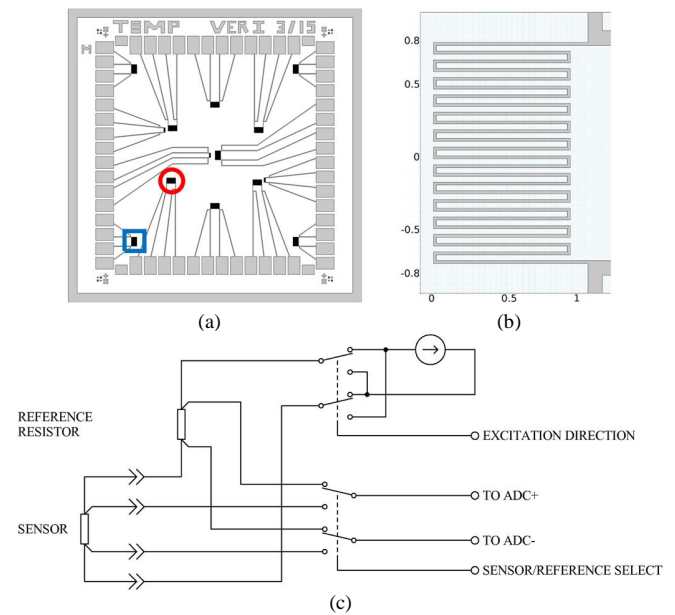 TEMP VERI 3/15
M
(a)
0.8
0.5
0
-0.5
-0.8
0 0.5 1
(b)
REFERENCE
RESISTOR
SENSOR
EXCITATION DIRECTION
TO ADC+
TO ADC-
SENSOR/REFERENCE SELECT
(c)